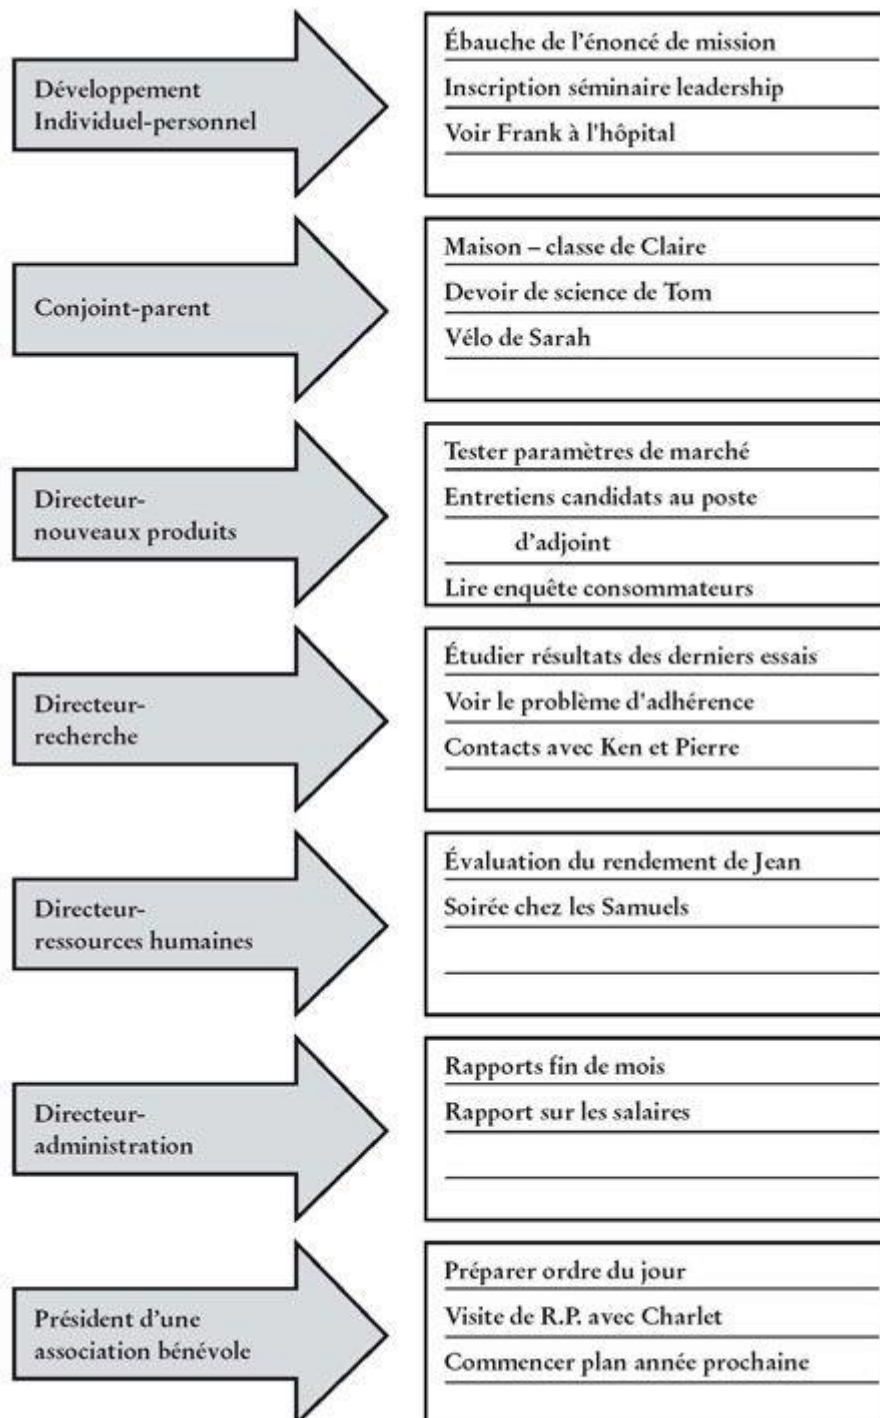 Développement
Individuel-personnel
Ébauche de l'énoncé de mission
Inscription séminaire leadership
Voir Frank à l'hôpital
Conjoint-parent
Maison – classe de Claire
Devoir de science de Tom
Vélo de Sarah
Directeur-
nouveaux produits
Tester paramètres de marché
Entretiens candidats au poste
d'adjoint
Lire enquête consommateurs
Directeur-
recherche
Étudier résultats des derniers essais
Voir le problème d'adhérence
Contacts avec Ken et Pierre
Directeur-
ressources humaines
Évaluation du rendement de Jean
Soirée chez les Samuels
Directeur-
administration
Rapports fin de mois
Rapport sur les salaires
Président d'une
association bénévole
Préparer ordre du jour
Visite de R.P. avec Charlet
Commencer plan année prochaine